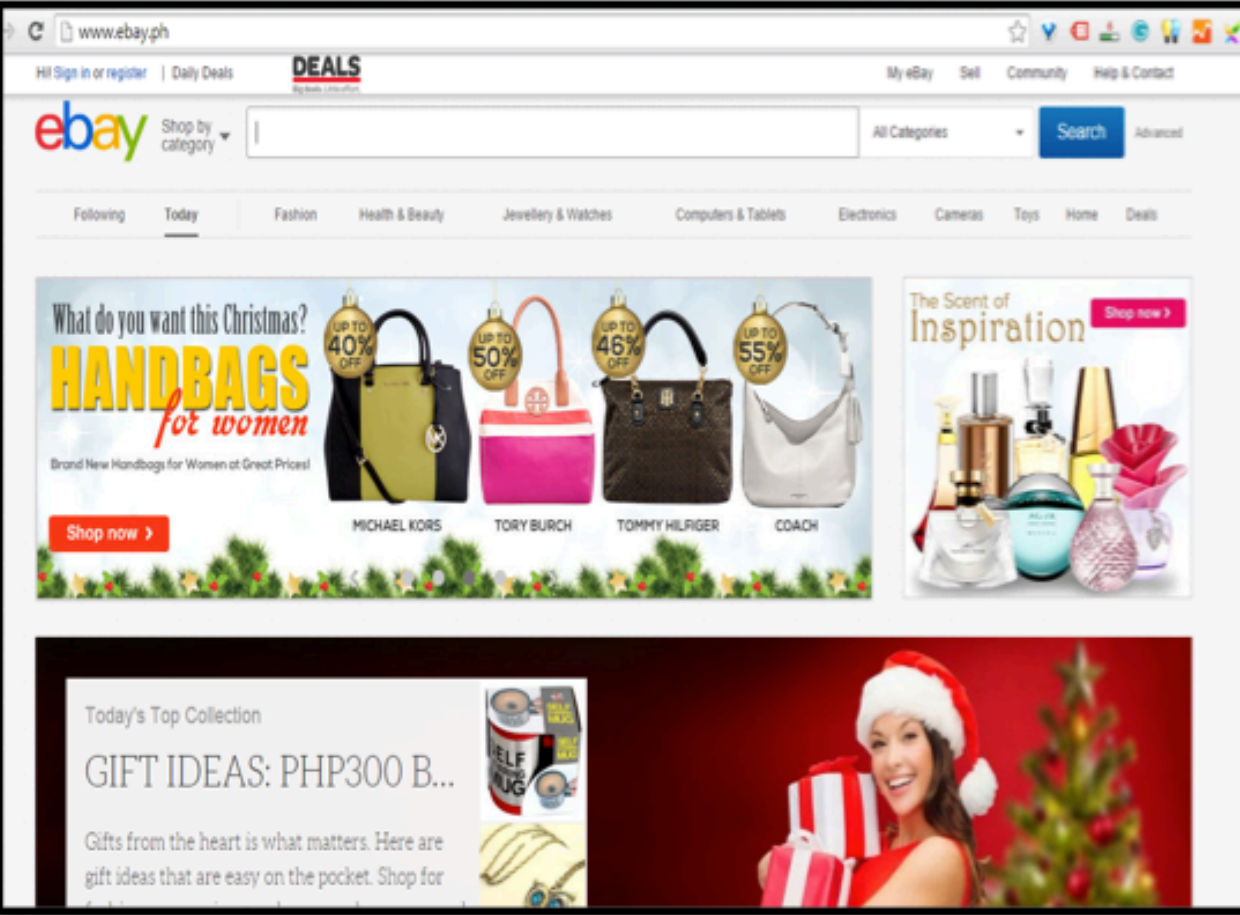 www.ebay.ph
Hi! Sign in or register | Daily Deals
DEALS
Big deals. Little effort.
My eBay Sell Community Help & Contact
ebay
Shop by
category
All Categories
Search
Advanced
Following Today Fashion Health & Beauty Jewellery & Watches Computers & Tablets Electronics Cameras Toys Home Deals
What do you want this Christmas?
HANDBAGS
for women
Brand New Handbags for Women at Great Prices!
Shop now >
UP TO
40%
OFF
MICHAEL KORS
UP TO
50%
OFF
TORY BURCH
UP TO
46%
OFF
TOMMY HILFIGER
UP TO
55%
OFF
COACH
The Scent of
Inspiration
Shop now >
Today's Top Collection
GIFT IDEAS: PHP300 B...
Gifts from the heart is what matters. Here are
gift ideas that are easy on the pocket. Shop for
SELF
MUG